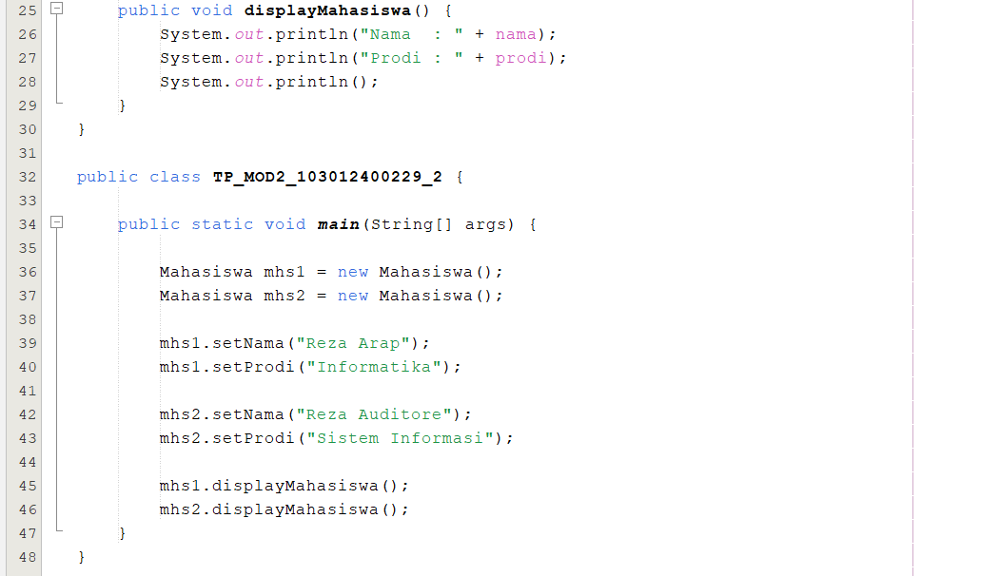 25 public void displayMahasiswa() {
26 System.out.println("Nama  : " + nama);
27 System.out.println("Prodi : " + prodi);
28 System.out.println();
29 }
30 }
31
32 public class TP_MOD2_103012400229_2 {
33
34 public static void main(String[] args) {
35
36 Mahasiswa mhs1 = new Mahasiswa();
37 Mahasiswa mhs2 = new Mahasiswa();
38
39 mhs1.setNama("Reza Arap");
40 mhs1.setProdi("Informatika");
41
42 mhs2.setNama("Reza Auditore");
43 mhs2.setProdi("Sistem Informasi");
44
45 mhs1.displayMahasiswa();
46 mhs2.displayMahasiswa();
47 }
48 }